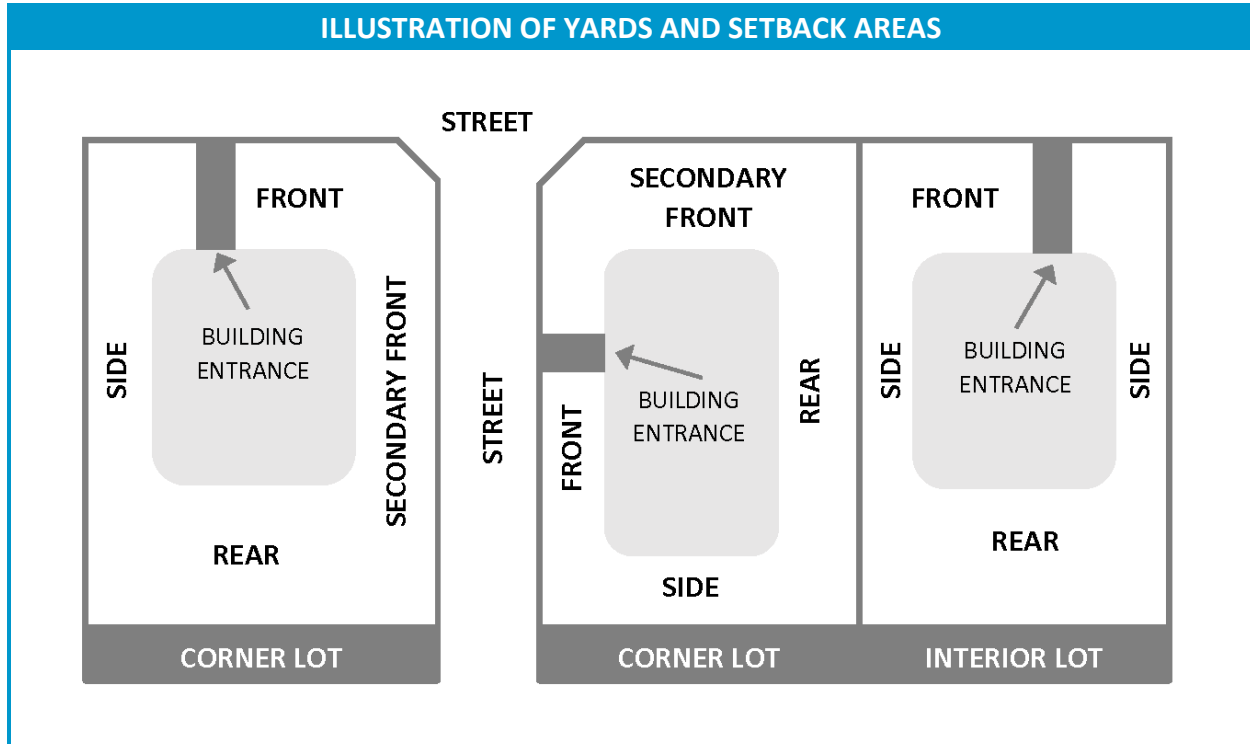 ILLUSTRATION OF YARDS AND SETBACK AREAS
STREET
FRONT
SIDE
BUILDING
ENTRANCE
SECONDARY FRONT
REAR
CORNER LOT
STREET
SECONDARY
FRONT
FRONT
BUILDING
ENTRANCE
REAR
SIDE
CORNER LOT
FRONT
SIDE
BUILDING
ENTRANCE
SIDE
REAR
INTERIOR LOT